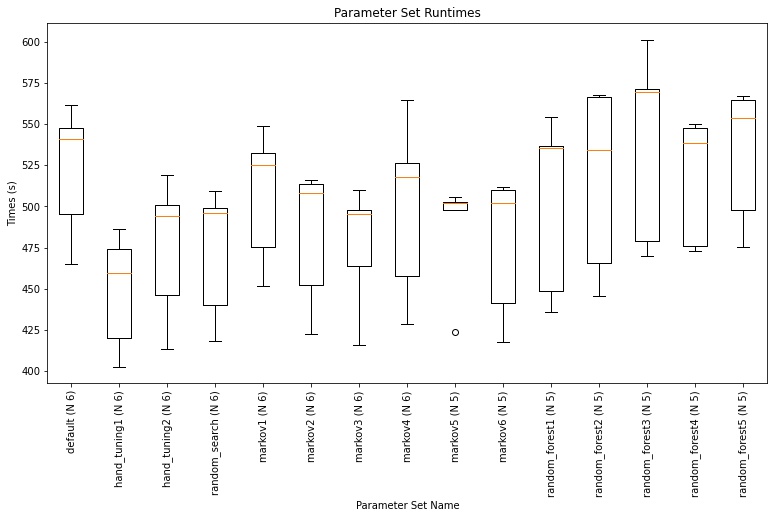 Parameter Set Runtimes
Times (s)
600
575
550
525
500
475
450
425
400
default (N 6)
hand_tuning1 (N 6)
hand_tuning2 (N 6)
random_search (N 6)
markov1 (N 6)
markov2 (N 6)
markov3 (N 6)
markov4 (N 6)
markov5 (N 5)
markov6 (N 5)
random_forest1 (N 5)
random_forest2 (N 5)
random_forest3 (N 5)
random_forest4 (N 5)
random_forest5 (N 5)
Parameter Set Name